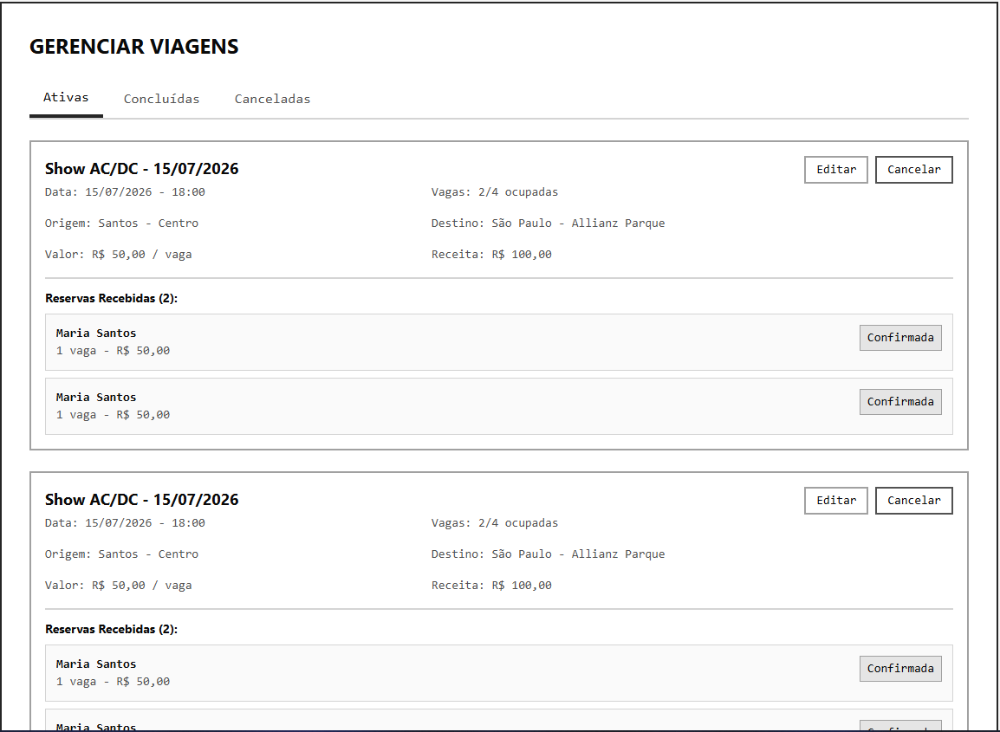 GERENCIAR VIAGENS
Ativas Concluídas Canceladas
Show AC/DC - 15/07/2026 Editar Cancelar
Data: 15/07/2026 - 18:00 Vagas: 2/4 ocupadas
Origem: Santos - Centro Destino: São Paulo - Allianz Parque
Valor: R$ 50,00 / vaga Receita: R$ 100,00
Reservas Recebidas (2):
Maria Santos Confirmada
1 vaga - R$ 50,00
Maria Santos Confirmada
1 vaga - R$ 50,00
Show AC/DC - 15/07/2026 Editar Cancelar
Data: 15/07/2026 - 18:00 Vagas: 2/4 ocupadas
Origem: Santos - Centro Destino: São Paulo - Allianz Parque
Valor: R$ 50,00 / vaga Receita: R$ 100,00
Reservas Recebidas (2):
Maria Santos Confirmada
1 vaga - R$ 50,00
Maria Santos Confirmada